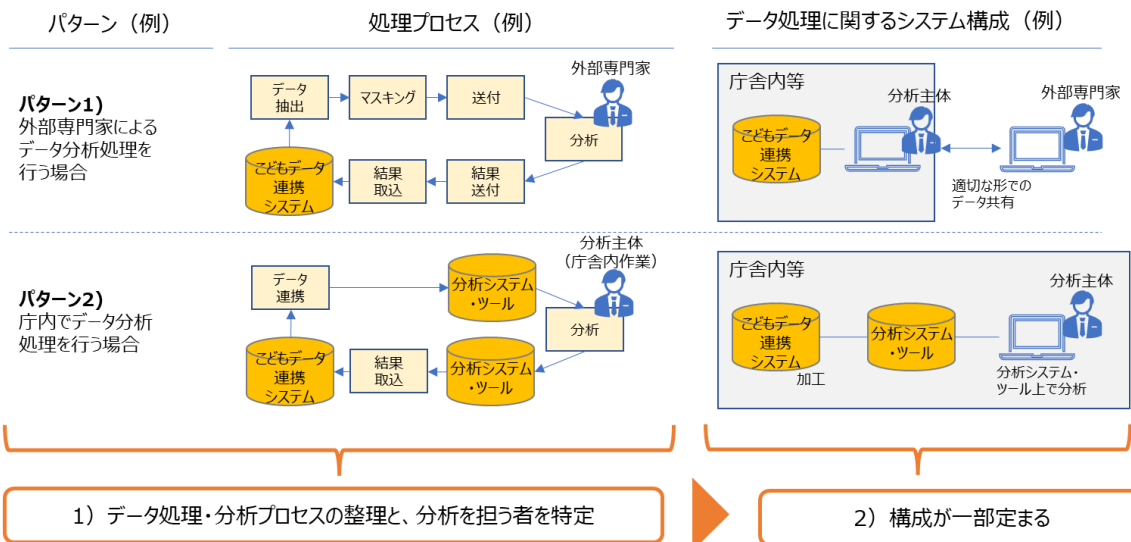 パターン（例）
処理プロセス（例）
データ処理に関するシステム構成（例）
パターン1)
外部専門家による
データ分析処理を
行う場合
データ
抽出
マスキング
送付
外部専門家
分析
こどもデータ
連携
システム
結果
取込
結果
送付
庁舎内等
分析主体
外部専門家
こどもデータ
連携
システム
適切な形での
データ共有
パターン2)
庁内でデータ分析
処理を行う場合
データ
連携
分析システム
・ツール
分析主体
（庁舎内作業）
分析
こどもデータ
連携
システム
結果
取込
分析システム
・ツール
庁舎内等
分析主体
こどもデータ
連携
システム
加工
分析システム
・ツール
分析システム・
ツール上で分析
1）データ処理・分析プロセスの整理と、分析を担う者を特定
2）構成が一部定まる